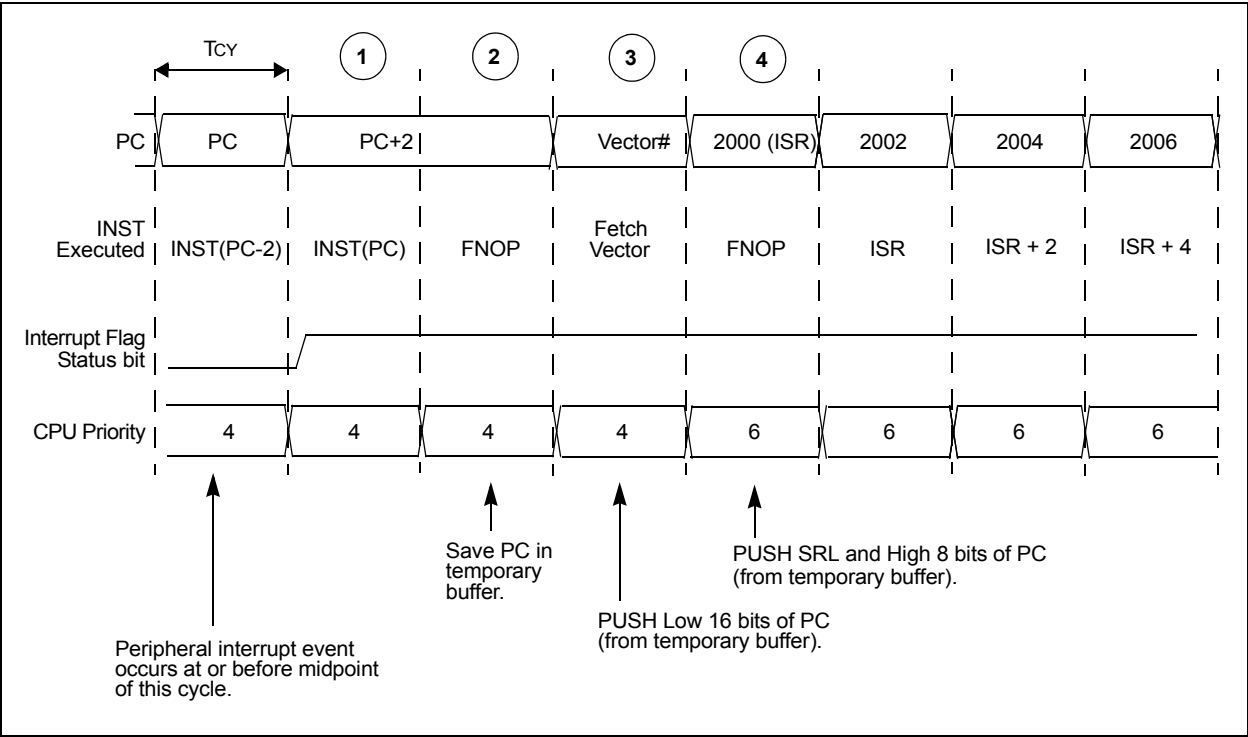 TCY
1
2
3
4
PC
PC
PC+2
Vector#
2000 (ISR)
2002
2004
2006
INST
Executed
INST(PC-2)
INST(PC)
FNOP
Fetch
Vector
FNOP
ISR
ISR + 2
ISR + 4
Interrupt Flag
Status bit
CPU Priority
4
4
4
4
6
6
6
6
Save PC in
temporary
buffer.
PUSH SRL and High 8 bits of PC
(from temporary buffer).
PUSH Low 16 bits of PC
(from temporary buffer).
Peripheral interrupt event
occurs at or before midpoint
of this cycle.